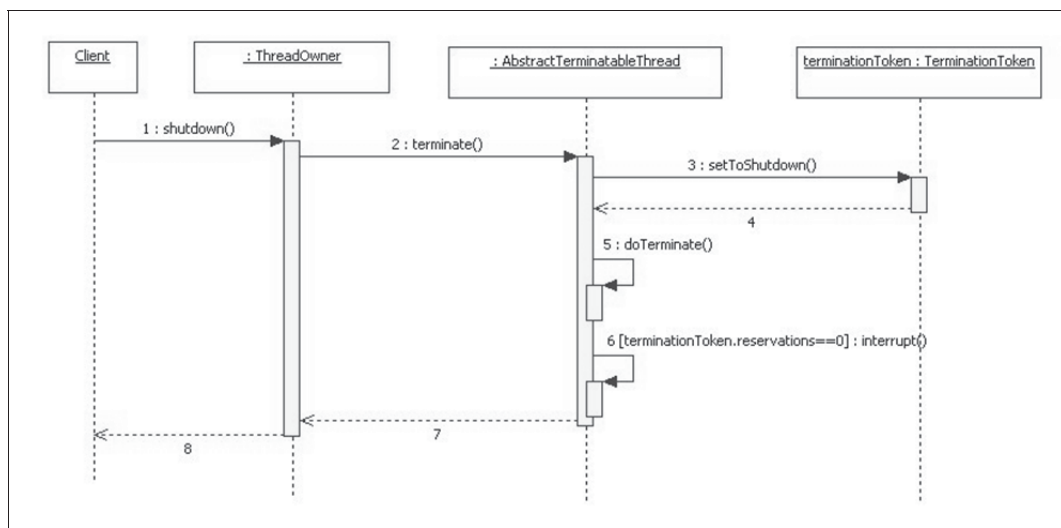 Client
: ThreadOwner
: AbstractTerminatableThread
terminationToken : TerminationToken
1 : shutdown()
2 : terminate()
3 : setToShutdown()
4
5 : doTerminate()
6 [terminationToken.reservations==0] : interrupt()
7
8